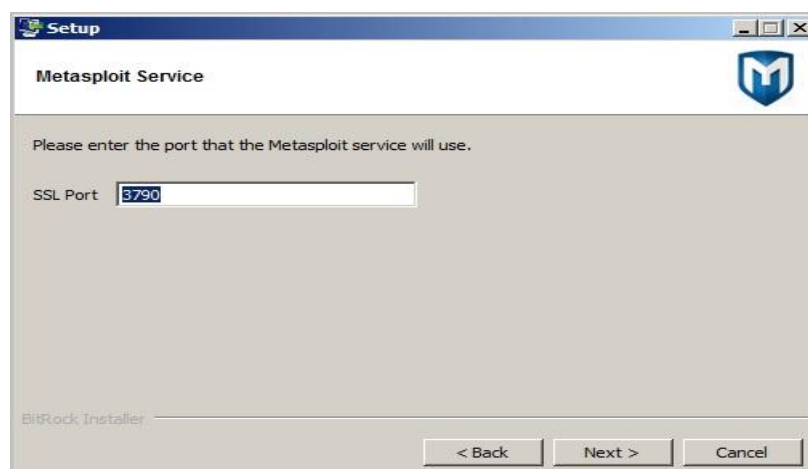 Setup
Metasploit Service
Please enter the port that the Metasploit service will use.
SSL Port 3790
BitRock Installer
< Back Next > Cancel